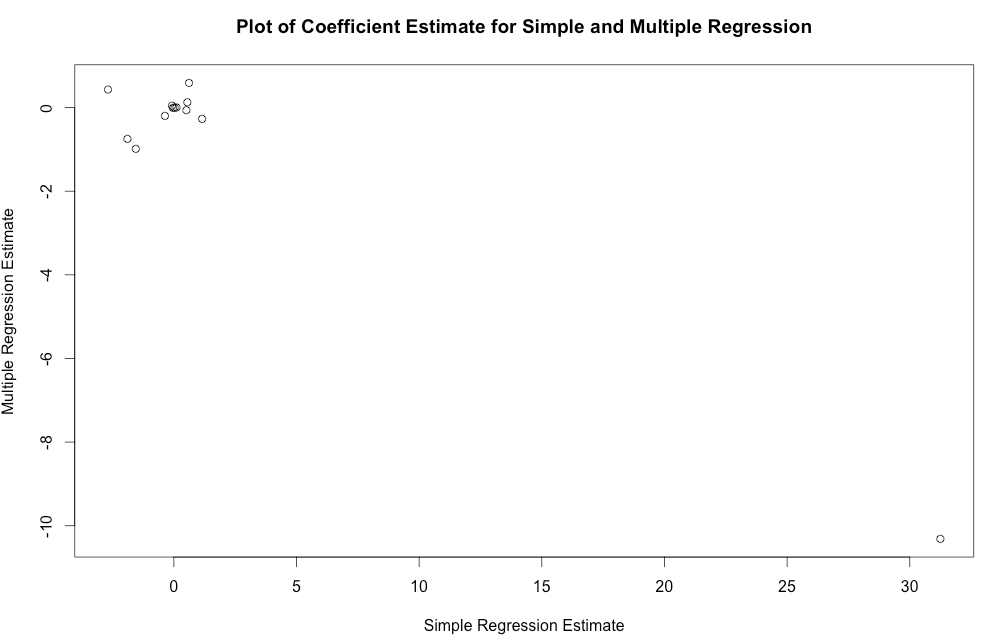 Plot of Coefficient Estimate for Simple and Multiple Regression
Multiple Regression Estimate
0
-2
-4
-6
-8
-10
0 5 10 15 20 25 30
Simple Regression Estimate